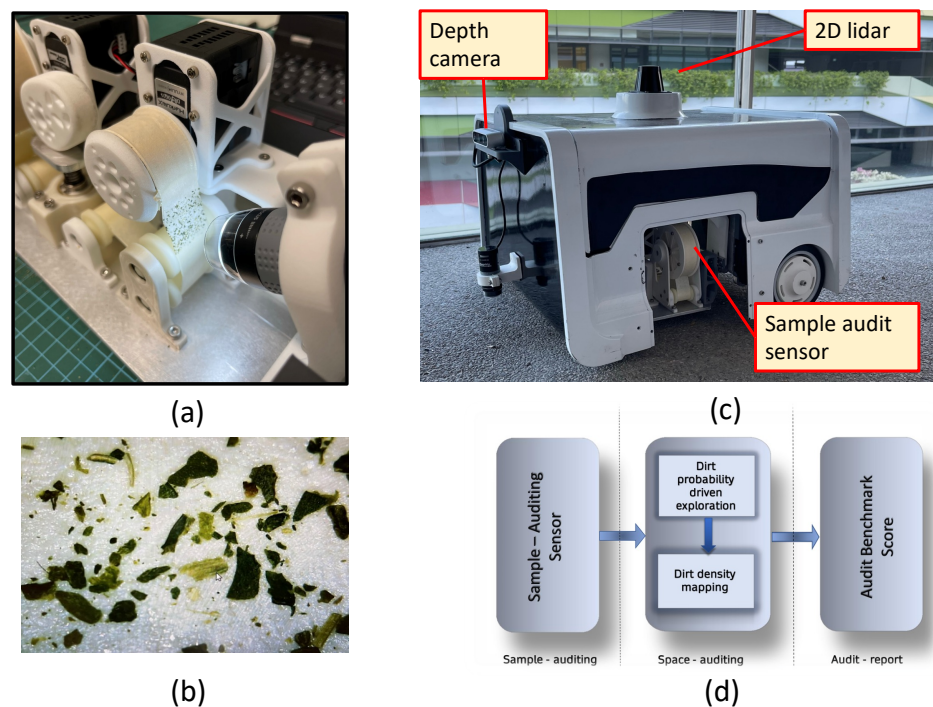 Depth
camera
2D lidar
Sample audit
sensor
(a)
(c)
(b)
Sample – Auditing
Sensor
Dirt
probability
driven
exploration
Dirt density
mapping
Audit Benchmark
Score
Sample - auditing
Space - auditing
Audit - report
(d)